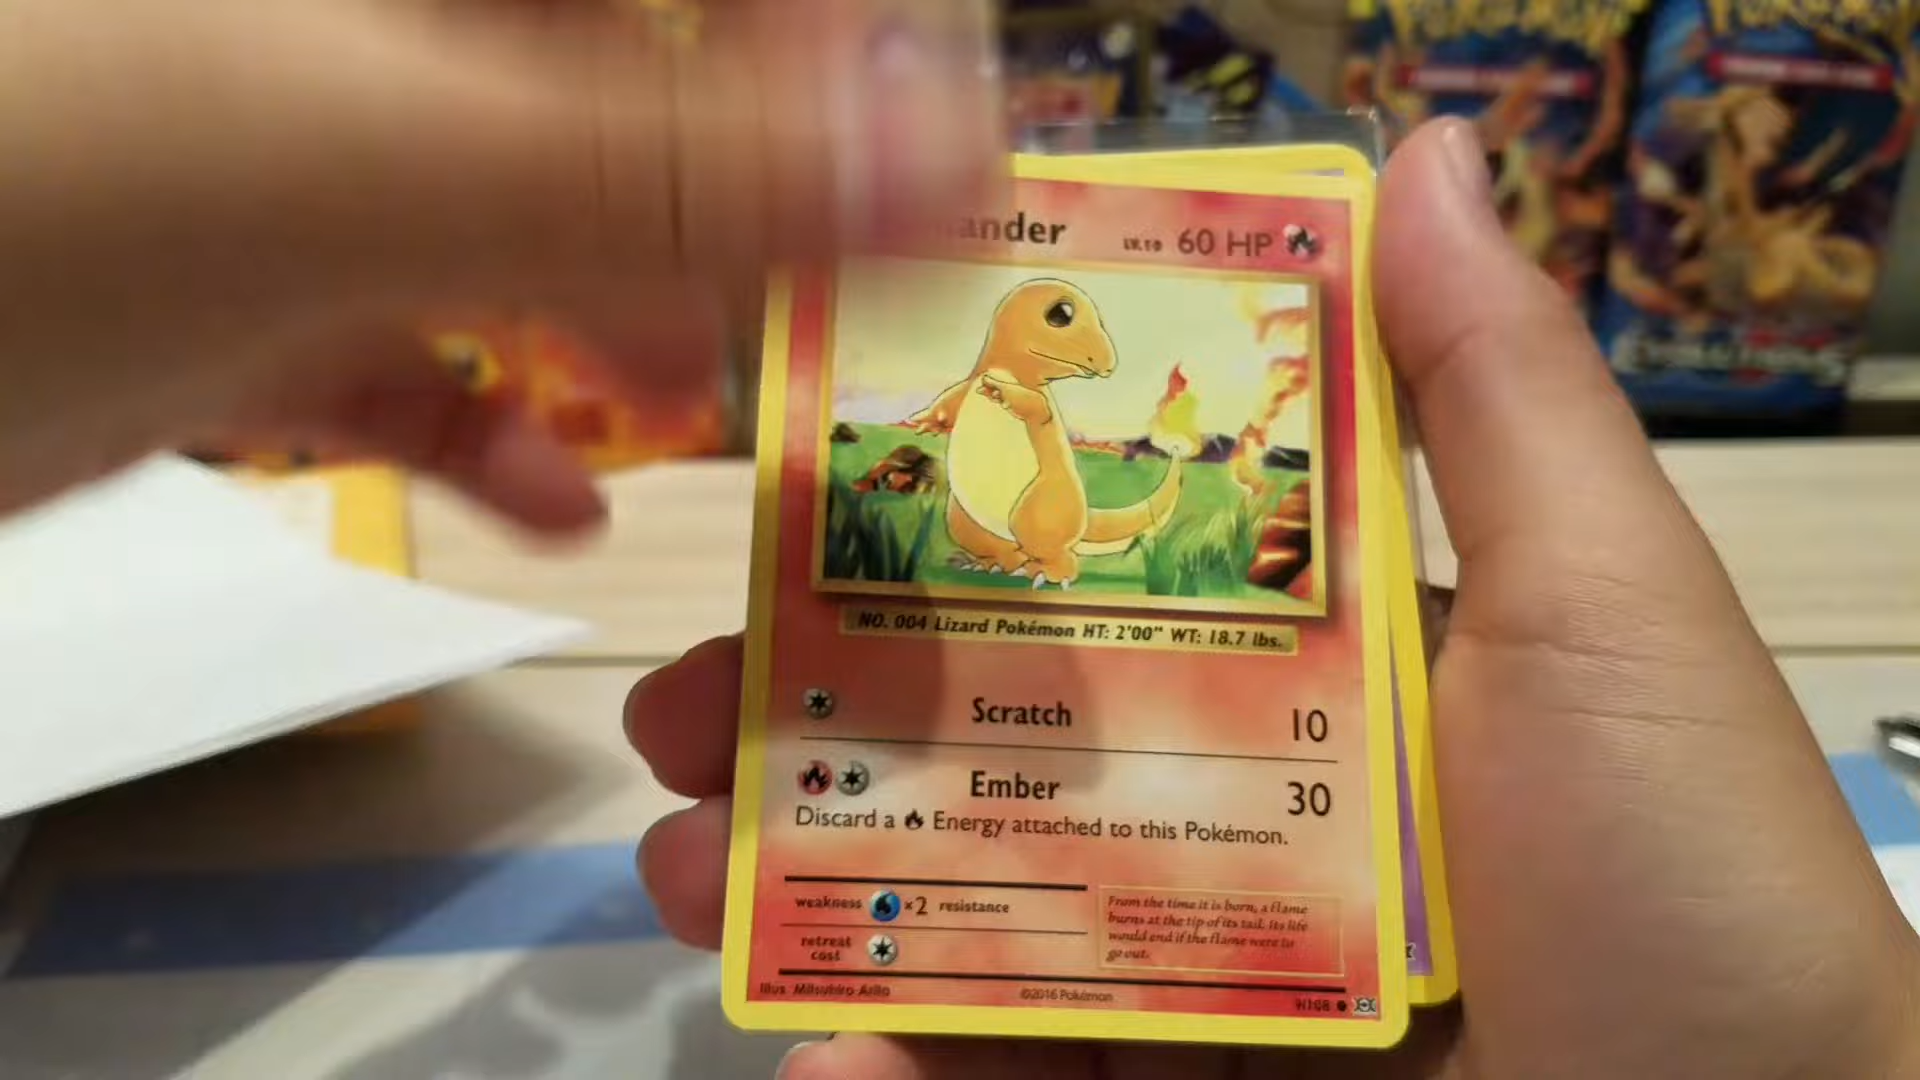 POKéMON
POKéMON
EVOLUTIONS
ander LV.10 60 HP
NO. 004 Lizard Pokémon HT: 2'00" WT: 18.7 lbs.
Scratch 10
Ember 30
Discard a Energy attached to this Pokémon.
weakness ×2 resistance
retreat
cost
From the time it is born, a flame
burns at the tip of its tail. Its life
would end if the flame were to
go out.
Illus. Mitsuhiro Arita ©2016 Pokémon 9/108